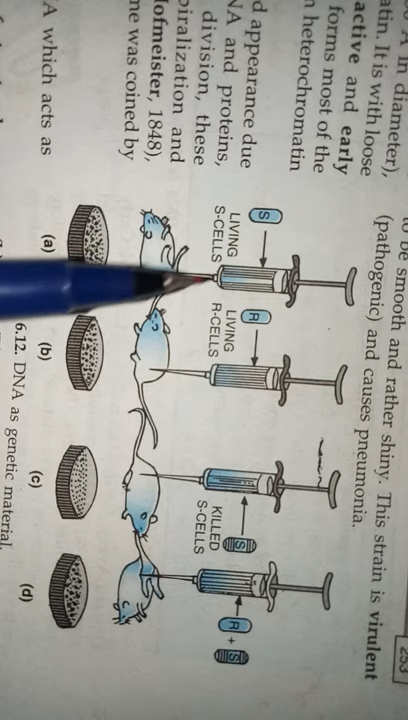 253
A in diameter),
atin. It is with loose
active and early
forms most of the
n heterochromatin
d appearance due
NA and proteins,
division, these
piralization and
lofmeister, 1848),
me was coined by
A which acts as
to be smooth and rather shiny. This strain is virulent
(pathogenic) and causes pneumonia.
S
LIVING
S-CELLS
R
LIVING
R-CELLS
S
KILLED
S-CELLS
R + S
(a)
(b)
(c)
(d)
6.12. DNA as genetic material.